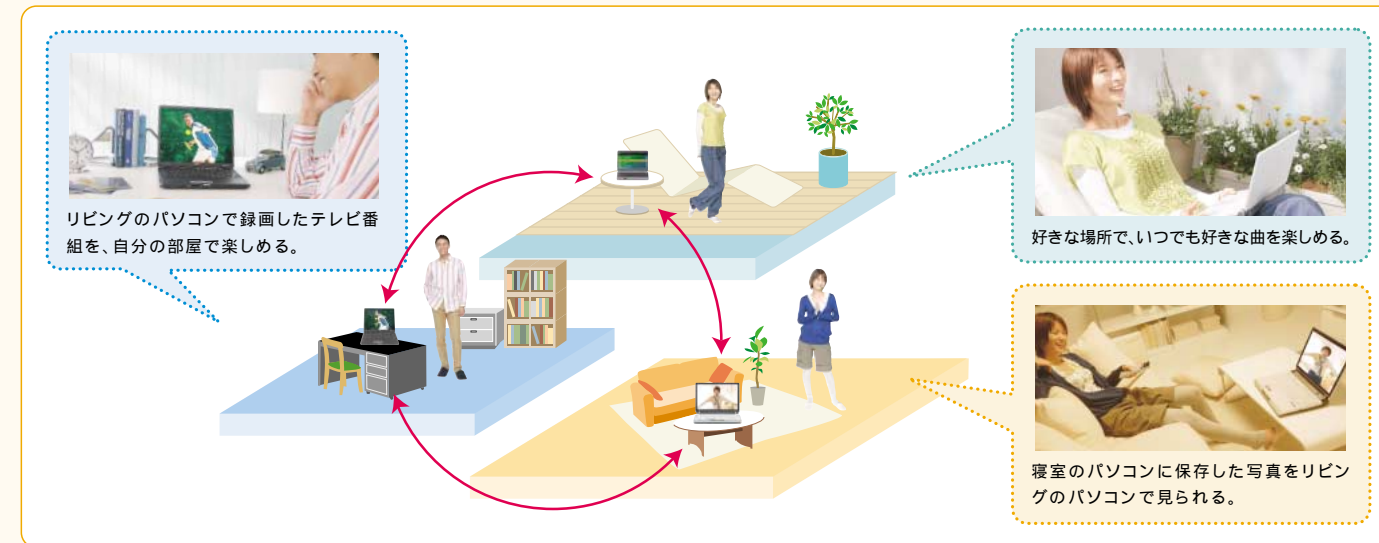 リビングのパソコンで録画したテレビ番
組を、自分の部屋で楽しめる。
好きな場所で、いつでも好きな曲を楽しめる。
寝室のパソコンに保存した写真をリビン
グのパソコンで見られる。